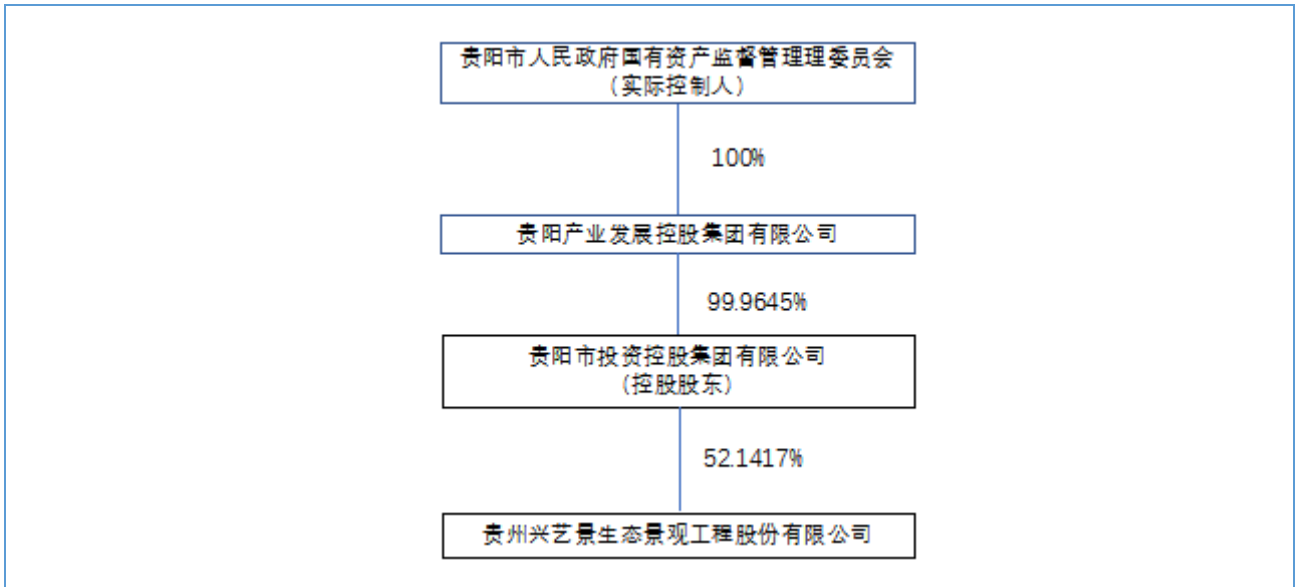 贵阳市人民政府国有资产监督管理理委员会
（实际控制人）
100%
贵阳产业发展控股集团有限公司
99.9645%
贵阳市投资控股集团有限公司
（控股股东）
52.1417%
贵州兴艺景生态景观工程股份有限公司